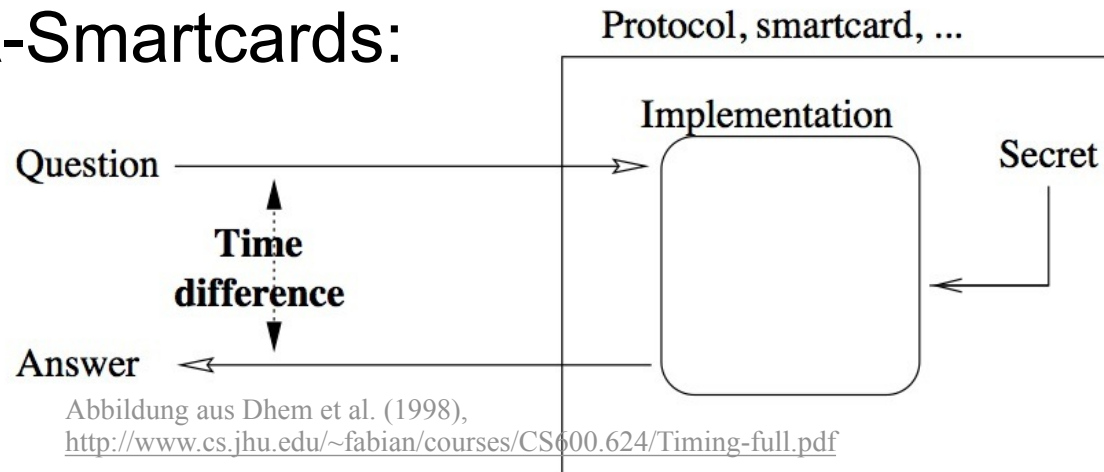 -Smartcards:
Protocol, smartcard, ...
Implementation
Question
Secret
Time
difference
Answer
Abbildung aus Dhem et al. (1998),
http://www.cs.jhu.edu/~fabian/courses/CS600.624/Timing-full.pdf